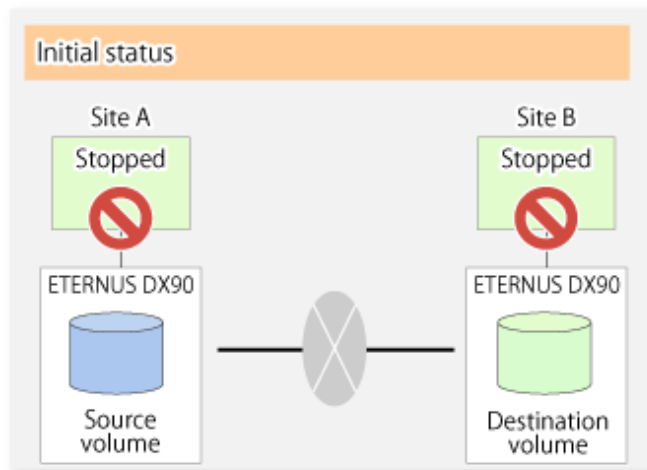 Initial status
Site A
Site B
Stopped
Stopped
ETERNUS DX90
ETERNUS DX90
Source
volume
Destination
volume